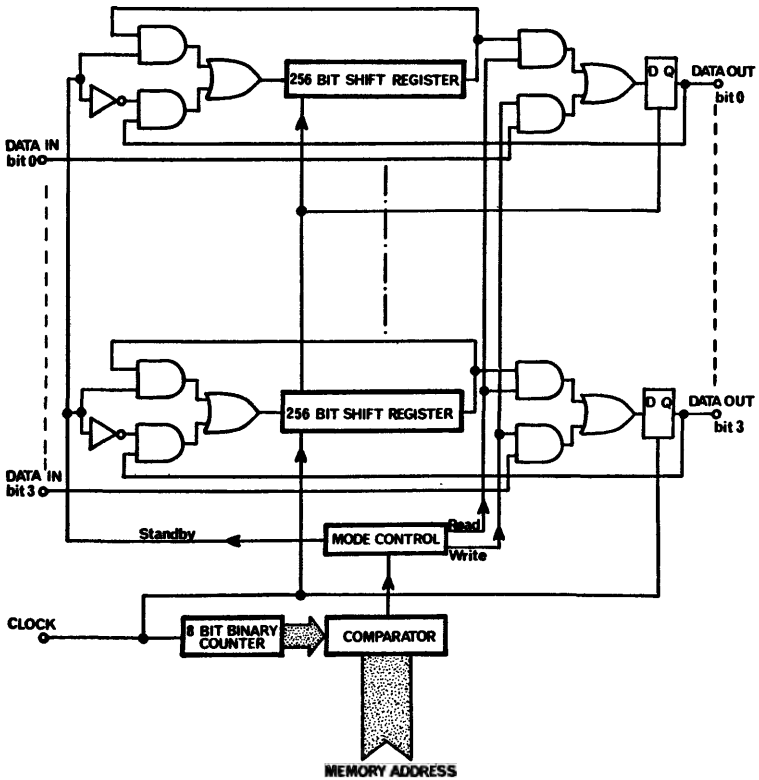 256 BIT SHIFT REGISTER
D Q
DATA OUT
bit 0
DATA IN
bit 0
256 BIT SHIFT REGISTER
D Q
DATA OUT
bit 3
DATA IN
bit 3
Standby
MODE CONTROL
Read
Write
CLOCK
8 BIT BINARY
COUNTER
COMPARATOR
MEMORY ADDRESS